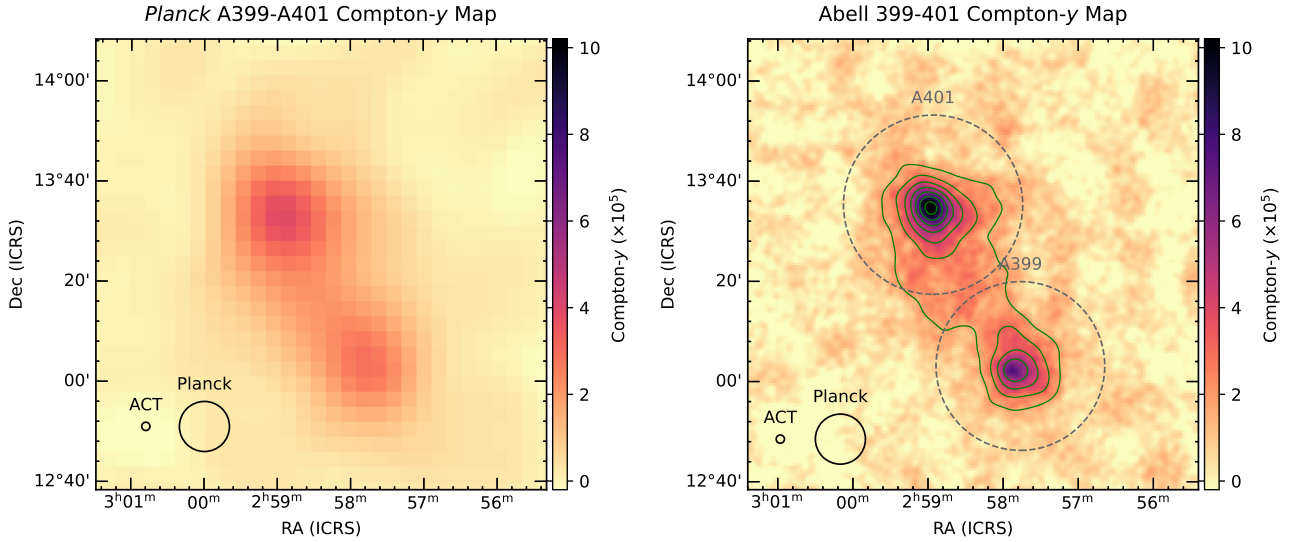 Planck A399-A401 Compton-y Map
14°00'
13°40'
20'
00'
12°40'
Dec (ICRS)
3ʰ01ᵐ 00ᵐ 2ʰ59ᵐ 58ᵐ 57ᵐ 56ᵐ
RA (ICRS)
ACT
Planck
10
8
6
4
2
0
Compton-y (×10⁵)
Abell 399-401 Compton-y Map
14°00'
13°40'
20'
00'
12°40'
Dec (ICRS)
3ʰ01ᵐ 00ᵐ 2ʰ59ᵐ 58ᵐ 57ᵐ 56ᵐ
RA (ICRS)
A401
A399
ACT
Planck
10
8
6
4
2
0
Compton-y (×10⁵)